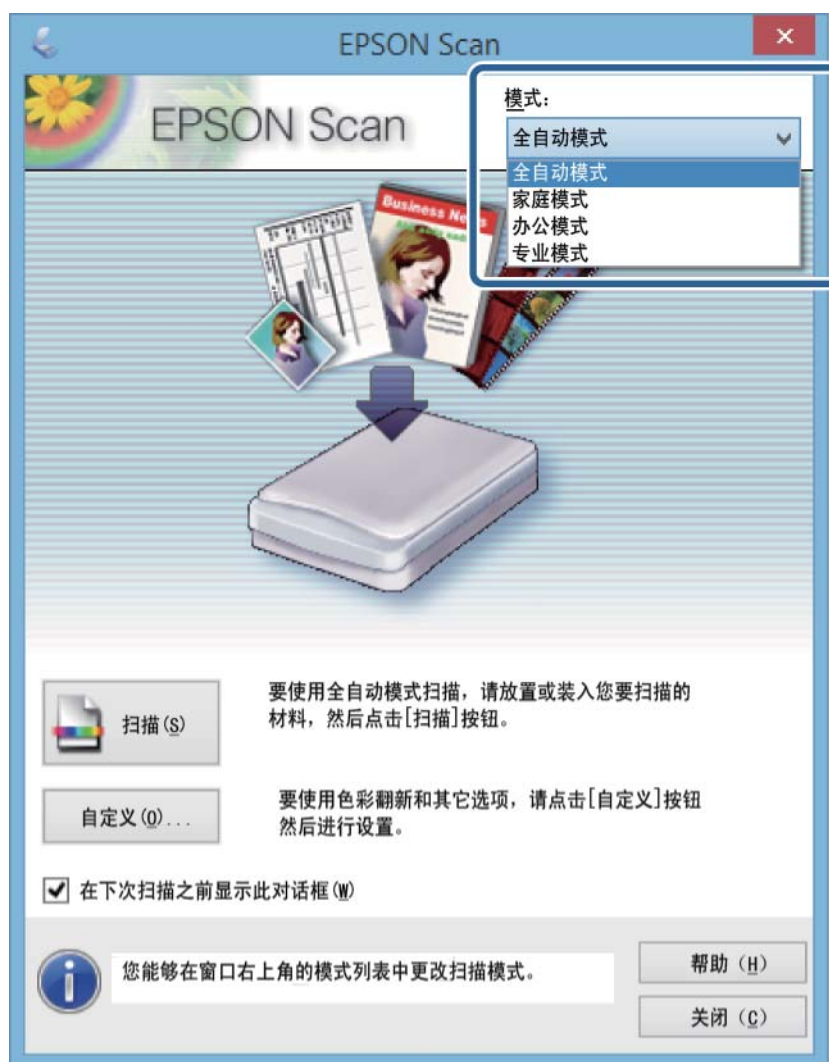 EPSON Scan
EPSON Scan
模式:
全自动模式
全自动模式
家庭模式
办公模式
专业模式
Business Ne
扫描(S)
要使用全自动模式扫描，请放置或装入您要扫描的
材料，然后点击[扫描]按钮。
自定义(O)...
要使用色彩翻新和其它选项，请点击[自定义]按钮
然后进行设置。
在下次扫描之前显示此对话框(W)
您能够在窗口右上角的模式列表中更改扫描模式。
帮助 (H)
关闭 (C)